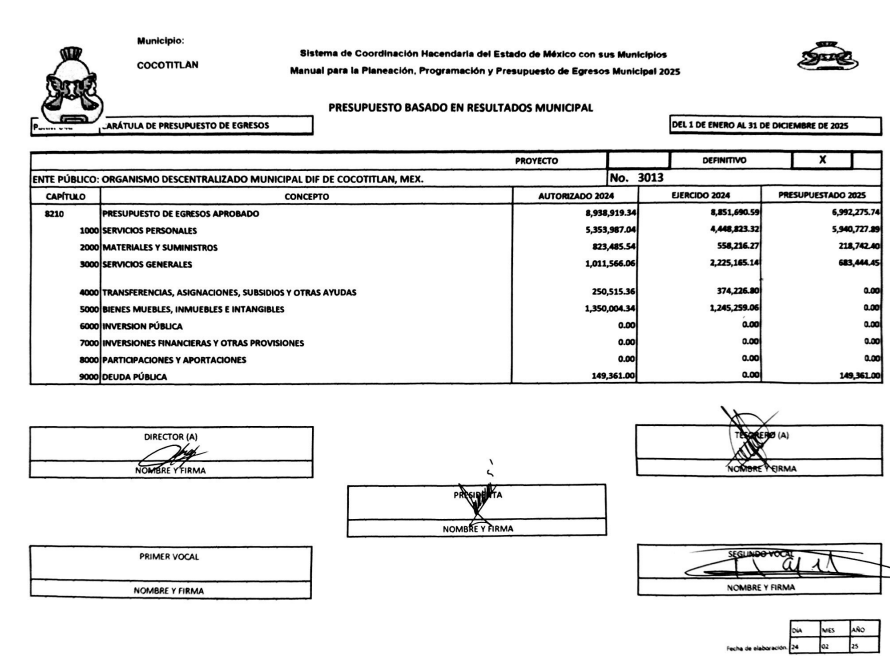 Municipio:
COCOTITLAN
Sistema de Coordinación Hacendaria del Estado de México con sus Municipios
Manual para la Planeación, Programación y Presupuesto de Egresos Municipal 2025
PRESUPUESTO BASADO EN RESULTADOS MUNICIPAL
CARÁTULA DE PRESUPUESTO DE EGRESOS
DEL 1 DE ENERO AL 31 DE DICIEMBRE DE 2025
PROYECTO DEFINITIVO X
ENTE PÚBLICO: ORGANISMO DESCENTRALIZADO MUNICIPAL DIF DE COCOTITLAN, MEX. No. 3013
CAPÍTULO CONCEPTO AUTORIZADO 2024 EJERCIDO 2024 PRESUPUESTADO 2025
8210 PRESUPUESTO DE EGRESOS APROBADO 8,938,919.34 8,851,690.59 6,992,275.74
1000 SERVICIOS PERSONALES 5,353,987.04 4,448,823.32 5,940,727.89
2000 MATERIALES Y SUMINISTROS 823,485.54 558,216.27 218,742.40
3000 SERVICIOS GENERALES 1,011,566.06 2,225,165.14 683,444.45
4000 TRANSFERENCIAS, ASIGNACIONES, SUBSIDIOS Y OTRAS AYUDAS 250,515.36 374,226.80 0.00
5000 BIENES MUEBLES, INMUEBLES E INTANGIBLES 1,350,004.34 1,245,259.06 0.00
6000 INVERSION PÚBLICA 0.00 0.00 0.00
7000 INVERSIONES FINANCIERAS Y OTRAS PROVISIONES 0.00 0.00 0.00
8000 PARTICIPACIONES Y APORTACIONES 0.00 0.00 0.00
9000 DEUDA PÚBLICA 149,361.00 0.00 149,361.00
DIRECTOR (A)
NOMBRE Y FIRMA
TESORERO (A)
NOMBRE Y FIRMA
PRESIDENTA
NOMBRE Y FIRMA
PRIMER VOCAL
NOMBRE Y FIRMA
SEGUNDO VOCAL
NOMBRE Y FIRMA
DIA MES AÑO
Fecha de elaboración: 24 02 25